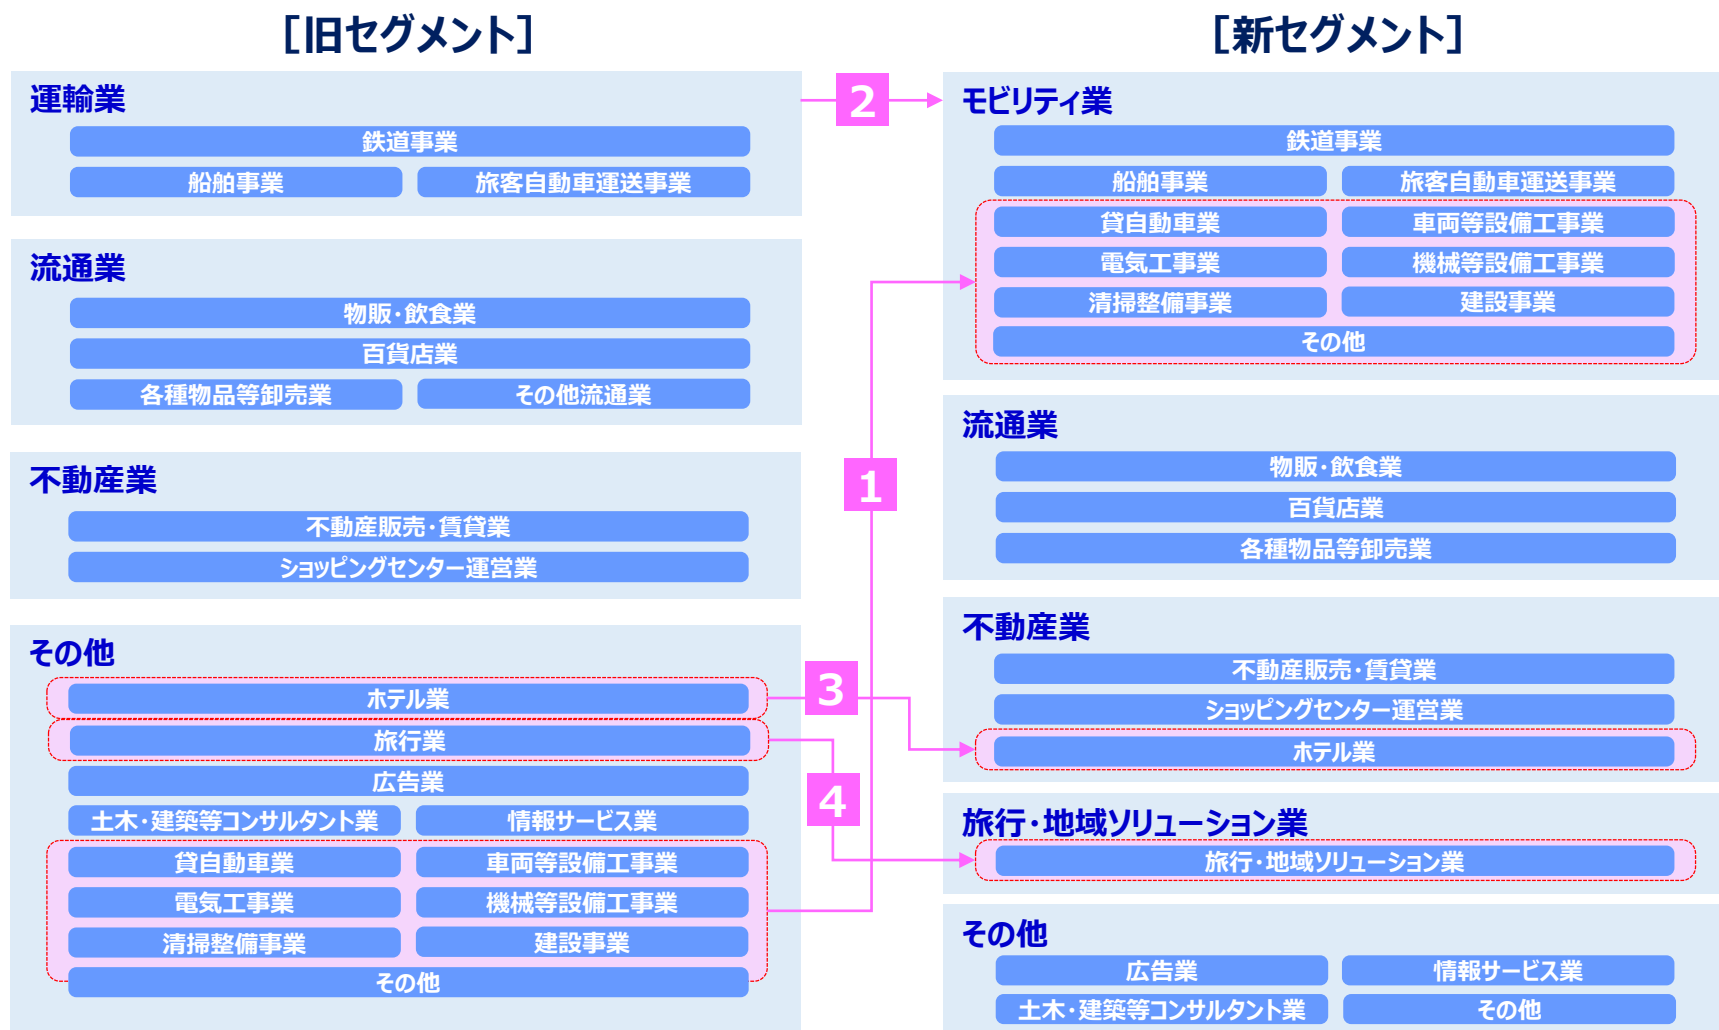 ［旧セグメント］
運輸業
鉄道事業
船舶事業
旅客自動車運送事業
流通業
物販・飲食業
百貨店業
各種物品等卸売業
その他流通業
不動産業
不動産販売・賃貸業
ショッピングセンター運営業
その他
ホテル業
旅行業
広告業
土木・建築等コンサルタント業
情報サービス業
貸自動車業
車両等設備工事業
電気工事業
機械等設備工事業
清掃整備事業
建設事業
その他
2
1
3
4
［新セグメント］
モビリティ業
鉄道事業
船舶事業
旅客自動車運送事業
貸自動車業
車両等設備工事業
電気工事業
機械等設備工事業
清掃整備事業
建設事業
その他
流通業
物販・飲食業
百貨店業
各種物品等卸売業
不動産業
不動産販売・賃貸業
ショッピングセンター運営業
ホテル業
旅行・地域ソリューション業
旅行・地域ソリューション業
その他
広告業
情報サービス業
土木・建築等コンサルタント業
その他